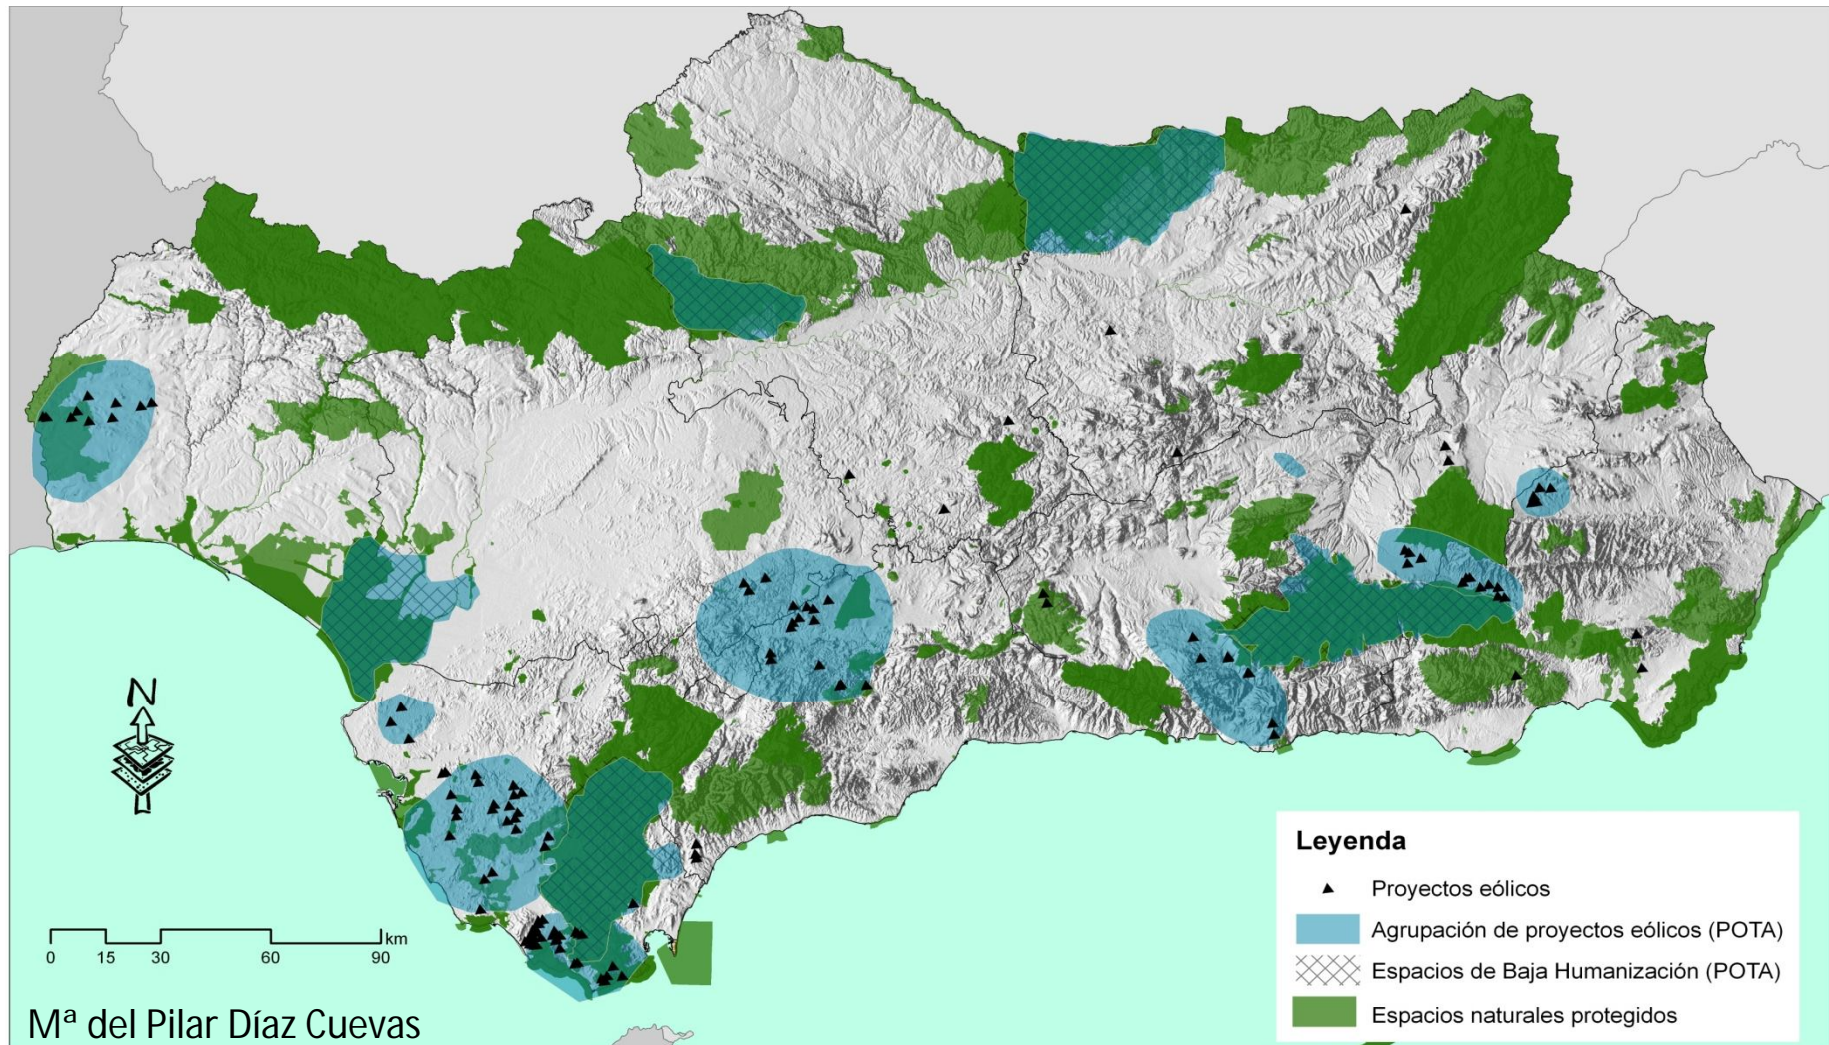 N
km
0 15 30 60 90
Mª del Pilar Díaz Cuevas
Leyenda
Proyectos eólicos
Agrupación de proyectos eólicos (POTA)
Espacios de Baja Humanización (POTA)
Espacios naturales protegidos